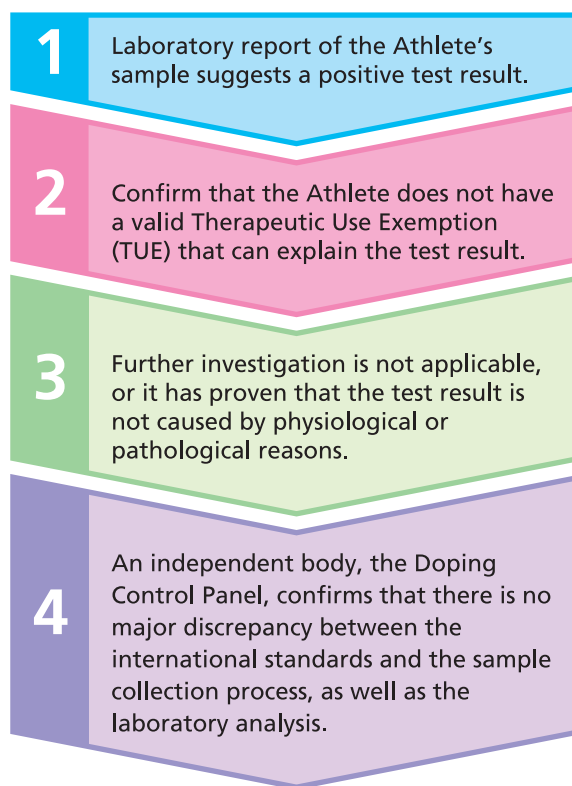 1
Laboratory report of the Athlete's
sample suggests a positive test result.
2
Confirm that the Athlete does not have
a valid Therapeutic Use Exemption
(TUE) that can explain the test result.
3
Further investigation is not applicable,
or it has proven that the test result is
not caused by physiological or
pathological reasons.
4
An independent body, the Doping
Control Panel, confirms that there is no
major discrepancy between the
international standards and the sample
collection process, as well as the
laboratory analysis.